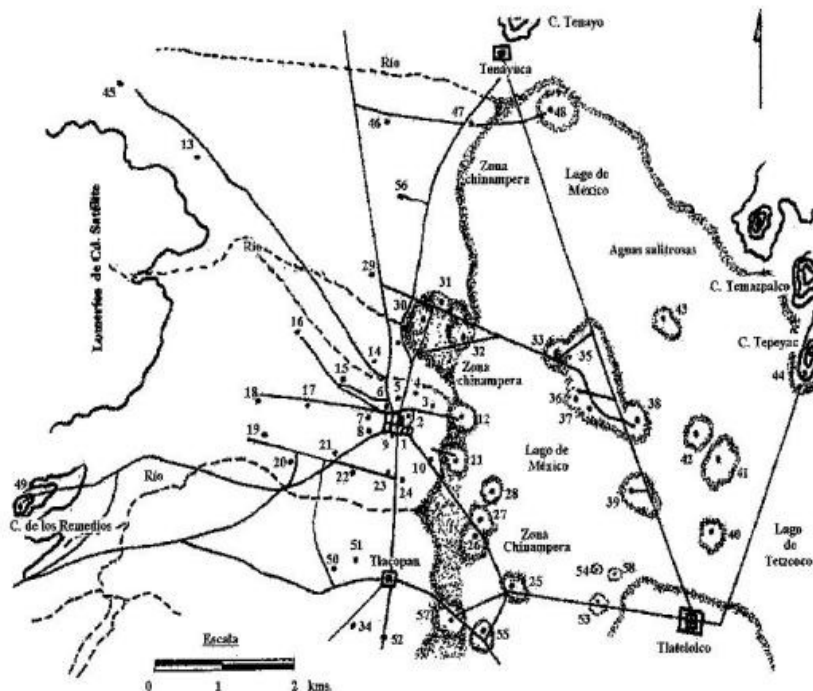 C. Tenayo
Tenayuca
Río
45
46
47
48
13
Zona
chinampera
Lago de
México
56
Aguas salitrosas
Lomeríos de Cd. Satélite
Río
29
31
30
C. Yemazpalco
43
32
33
35
C. Tepeyac
44
16
14
15
Zona
chinampera
5
4
36
37
38
18
17
6
3
12
7
2
8
9
1
19
21
20
22
23
24
10
11
Lago de
México
42
41
49
Río
C. de los Remedios
28
27
26
39
40
Zona
Chinampera
Lago
de
Tetzcoco
51
50
Tlacopan
25
54
58
53
57
55
34
52
Tlatelolco
Escala
0 1 2 kms.